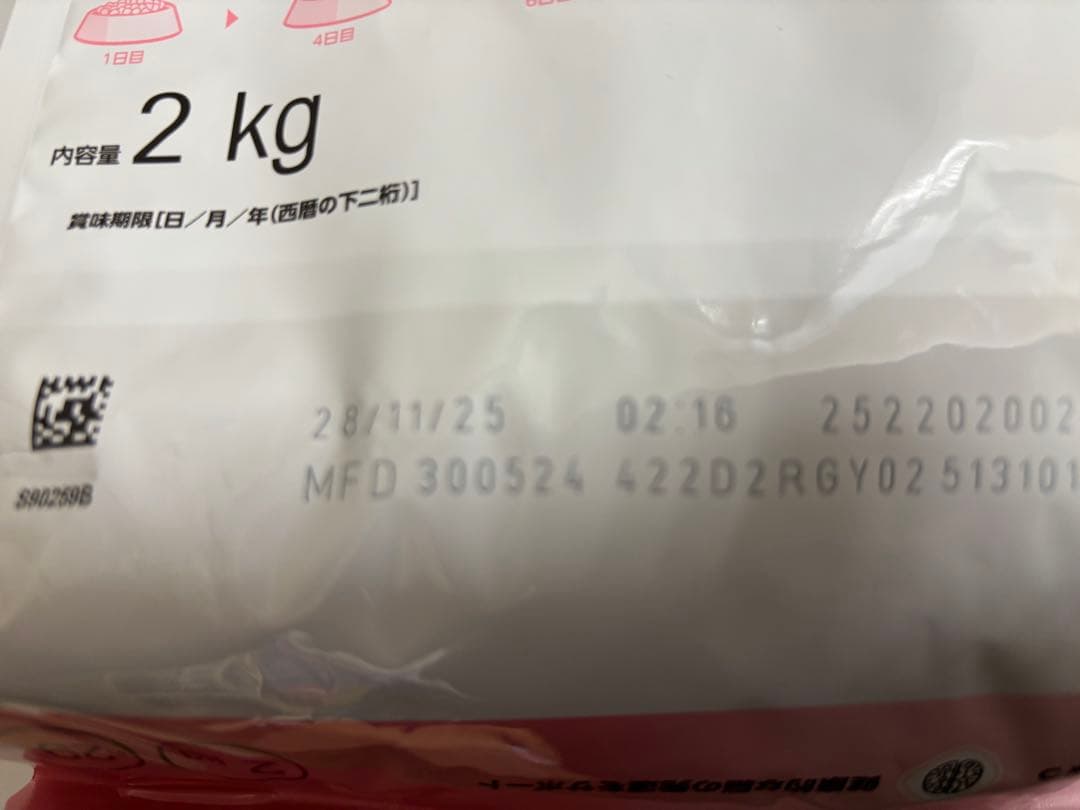 1日目
4日目
内容量 2 kg
賞味期限[日/月/年(西暦の下二桁)]
28/11/25 02:16 252202002
MFD 300524 422D2RGY02 513101
S90269B